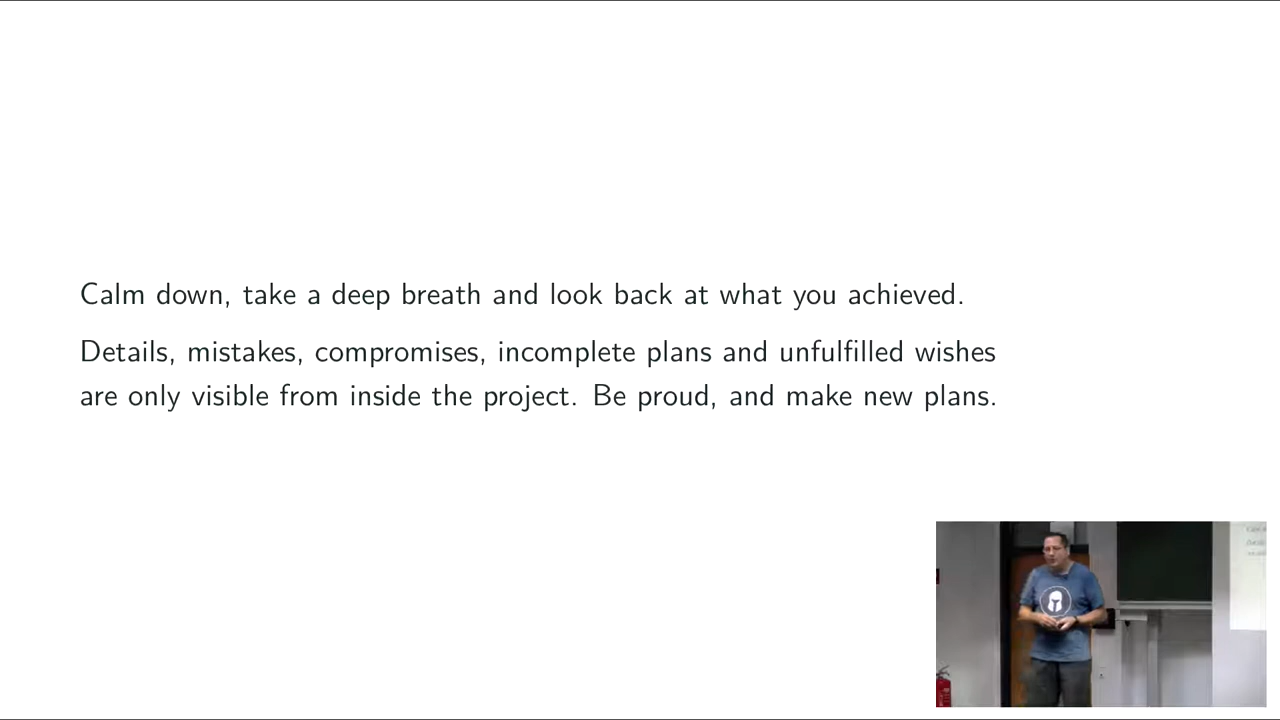 Calm down, take a deep breath and look back at what you achieved.
Details, mistakes, compromises, incomplete plans and unfulfilled wishes
are only visible from inside the project. Be proud, and make new plans.